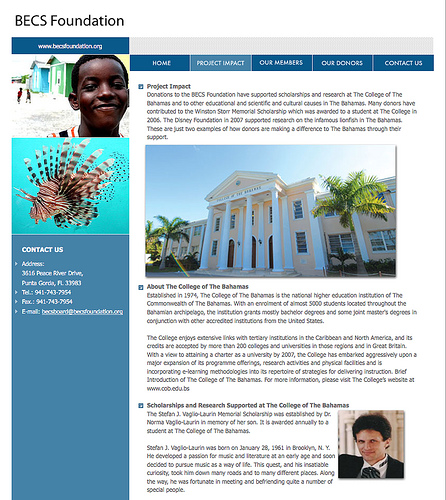 BECS Foundation
www.becsfoundation.org
HOME
PROJECT IMPACT
OUR MEMBERS
OUR DONORS
CONTACT US
Project Impact
Donations to the BECS Foundation have supported scholarships and research at The College of The
Bahamas and to other educational and scientific and cultural causes in The Bahamas. Many donors have
contributed to the Winston Storr Memorial Scholarship which was awarded to a student at The College in
2006. The Disney Foundation in 2007 supported research on the infamous lionfish in The Bahamas.
These are just two examples of how donors are making a difference to The Bahamas through their
support.
COLLEGE OF THE BAHAMAS
CONTACT US
Address:
3616 Peace River Drive,
Punta Gorda, Fl. 33983
Tel.: 941-743-7954
Fax.: 941-743-7954
E-mail: becsboard@becsfoundation.org
About The College of The Bahamas
Established in 1974, The College of The Bahamas is the national higher education institution of The
Commonwealth of The Bahamas. With an enrolment of almost 5000 students located throughout the
Bahamian archipelago, the institution grants mostly bachelor degrees and some joint master's degrees in
conjunction with other accredited institutions from the United States.
The College enjoys extensive links with tertiary institutions in the Caribbean and North America, and its
credits are accepted by more than 200 colleges and universities in those regions and in Great Britain.
With a view to attaining a charter as a university by 2007, the College has embarked aggressively upon a
major expansion of its programme offerings, research activities and physical facilities and is
incorporating e-learning methodologies into its repertoire of strategies for delivering instruction. Brief
Introduction of The College of The Bahamas. For more information, please visit The College's website at
www.cob.edu.bs
Scholarships and Research Supported at The College of The Bahamas
The Stefan J. Vaglio-Laurin Memorial Scholarship was established by Dr.
Norma Vaglio-Laurin in memory of her son. It is awarded annually to a
student at The College of The Bahamas.
Stefan J. Vaglio-Laurin was born on January 28, 1961 in Brooklyn, N. Y.
He developed a passion for music and literature at an early age and soon
decided to pursue music as a way of life. This quest, and his insatiable
curiosity, took him down many roads and to many different places. Along
the way, he was fortunate in meeting and befriending quite a number of
special people.